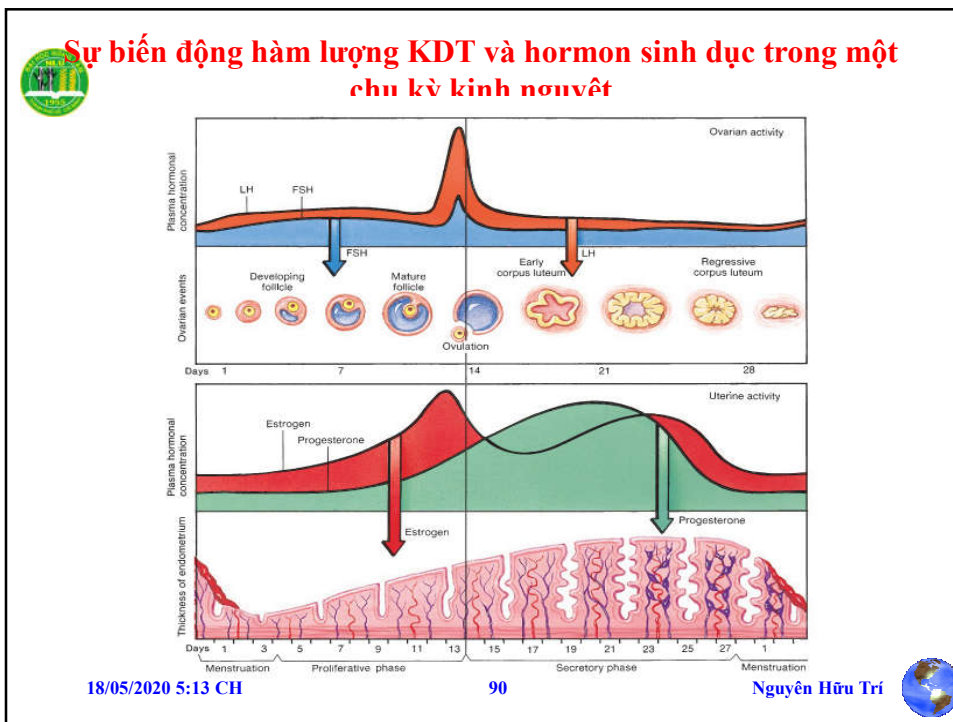 Sự biến động hàm lượng KDT và hormon sinh dục trong một
chu kỳ kinh nguyệt
Ovarian activity
Plasma hormonal
concentration
LH
FSH
FSH
LH
Ovarian events
Developing
follicle
Mature
follicle
Ovulation
Early
corpus luteum
Regressive
corpus luteum
Days 1 7 14 21 28
Uterine activity
Plasma hormonal
concentration
Estrogen
Progesterone
Estrogen
Progesterone
Thickness of endometrium
Days 1 3 5 7 9 11 13 15 17 19 21 23 25 27 1
Menstruation Proliferative phase Secretory phase Menstruation
18/05/2020 5:13 CH 90 Nguyên Hữu Trí